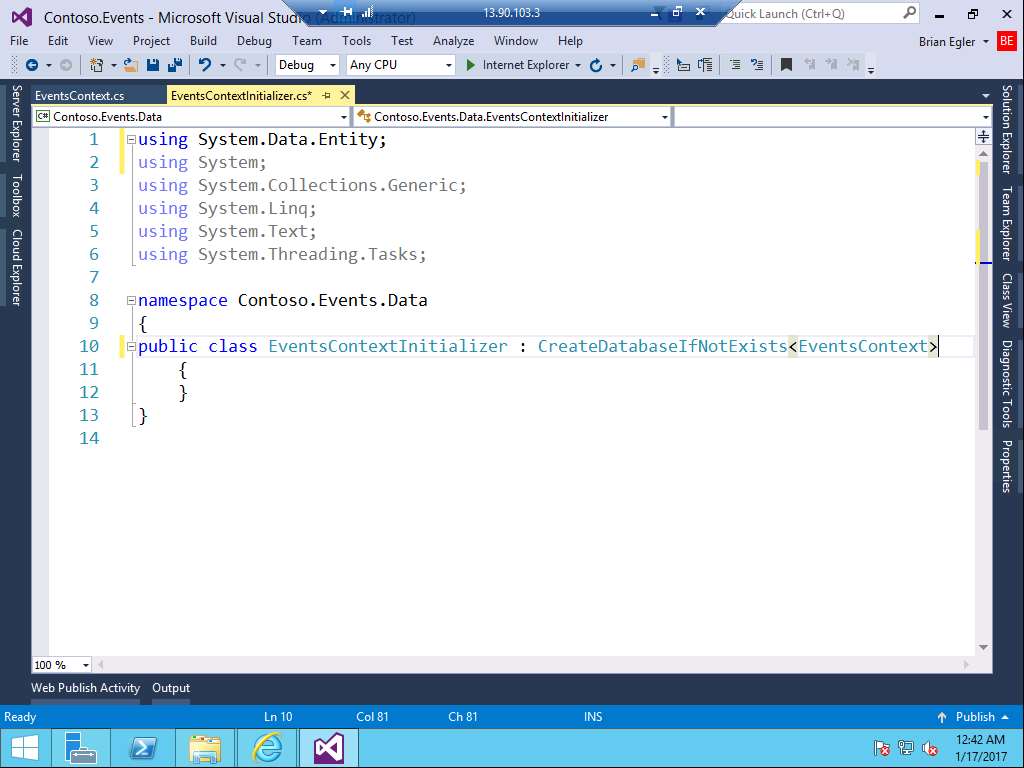 Contoso.Events - Microsoft Visual Studio (Administrator)
13.90.103.3
Quick Launch (Ctrl+Q)
File Edit View Project Build Debug Team Tools Test Analyze Window Help
Brian Egler
BE
Debug
Any CPU
Internet Explorer
EventsContext.cs
EventsContextInitializer.cs*
C# Contoso.Events.Data
Contoso.Events.Data.EventsContextInitializer
Server Explorer
Toolbox
Cloud Explorer
1 using System.Data.Entity;
2 using System;
3 using System.Collections.Generic;
4 using System.Linq;
5 using System.Text;
6 using System.Threading.Tasks;
7
8 namespace Contoso.Events.Data
9 {
10 public class EventsContextInitializer : CreateDatabaseIfNotExists<EventsContext>
11 {
12 }
13 }
14
Solution Explorer
Team Explorer
Class View
Diagnostic Tools
Properties
100 %
Web Publish Activity Output
Ready
Ln 10
Col 81
Ch 81
INS
Publish
12:42 AM
1/17/2017